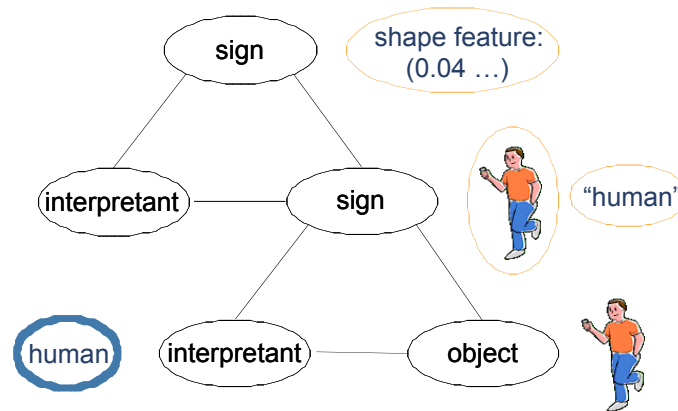 sign
shape feature:
(0.04 …)
interpretant
sign
“human”
human
interpretant
object